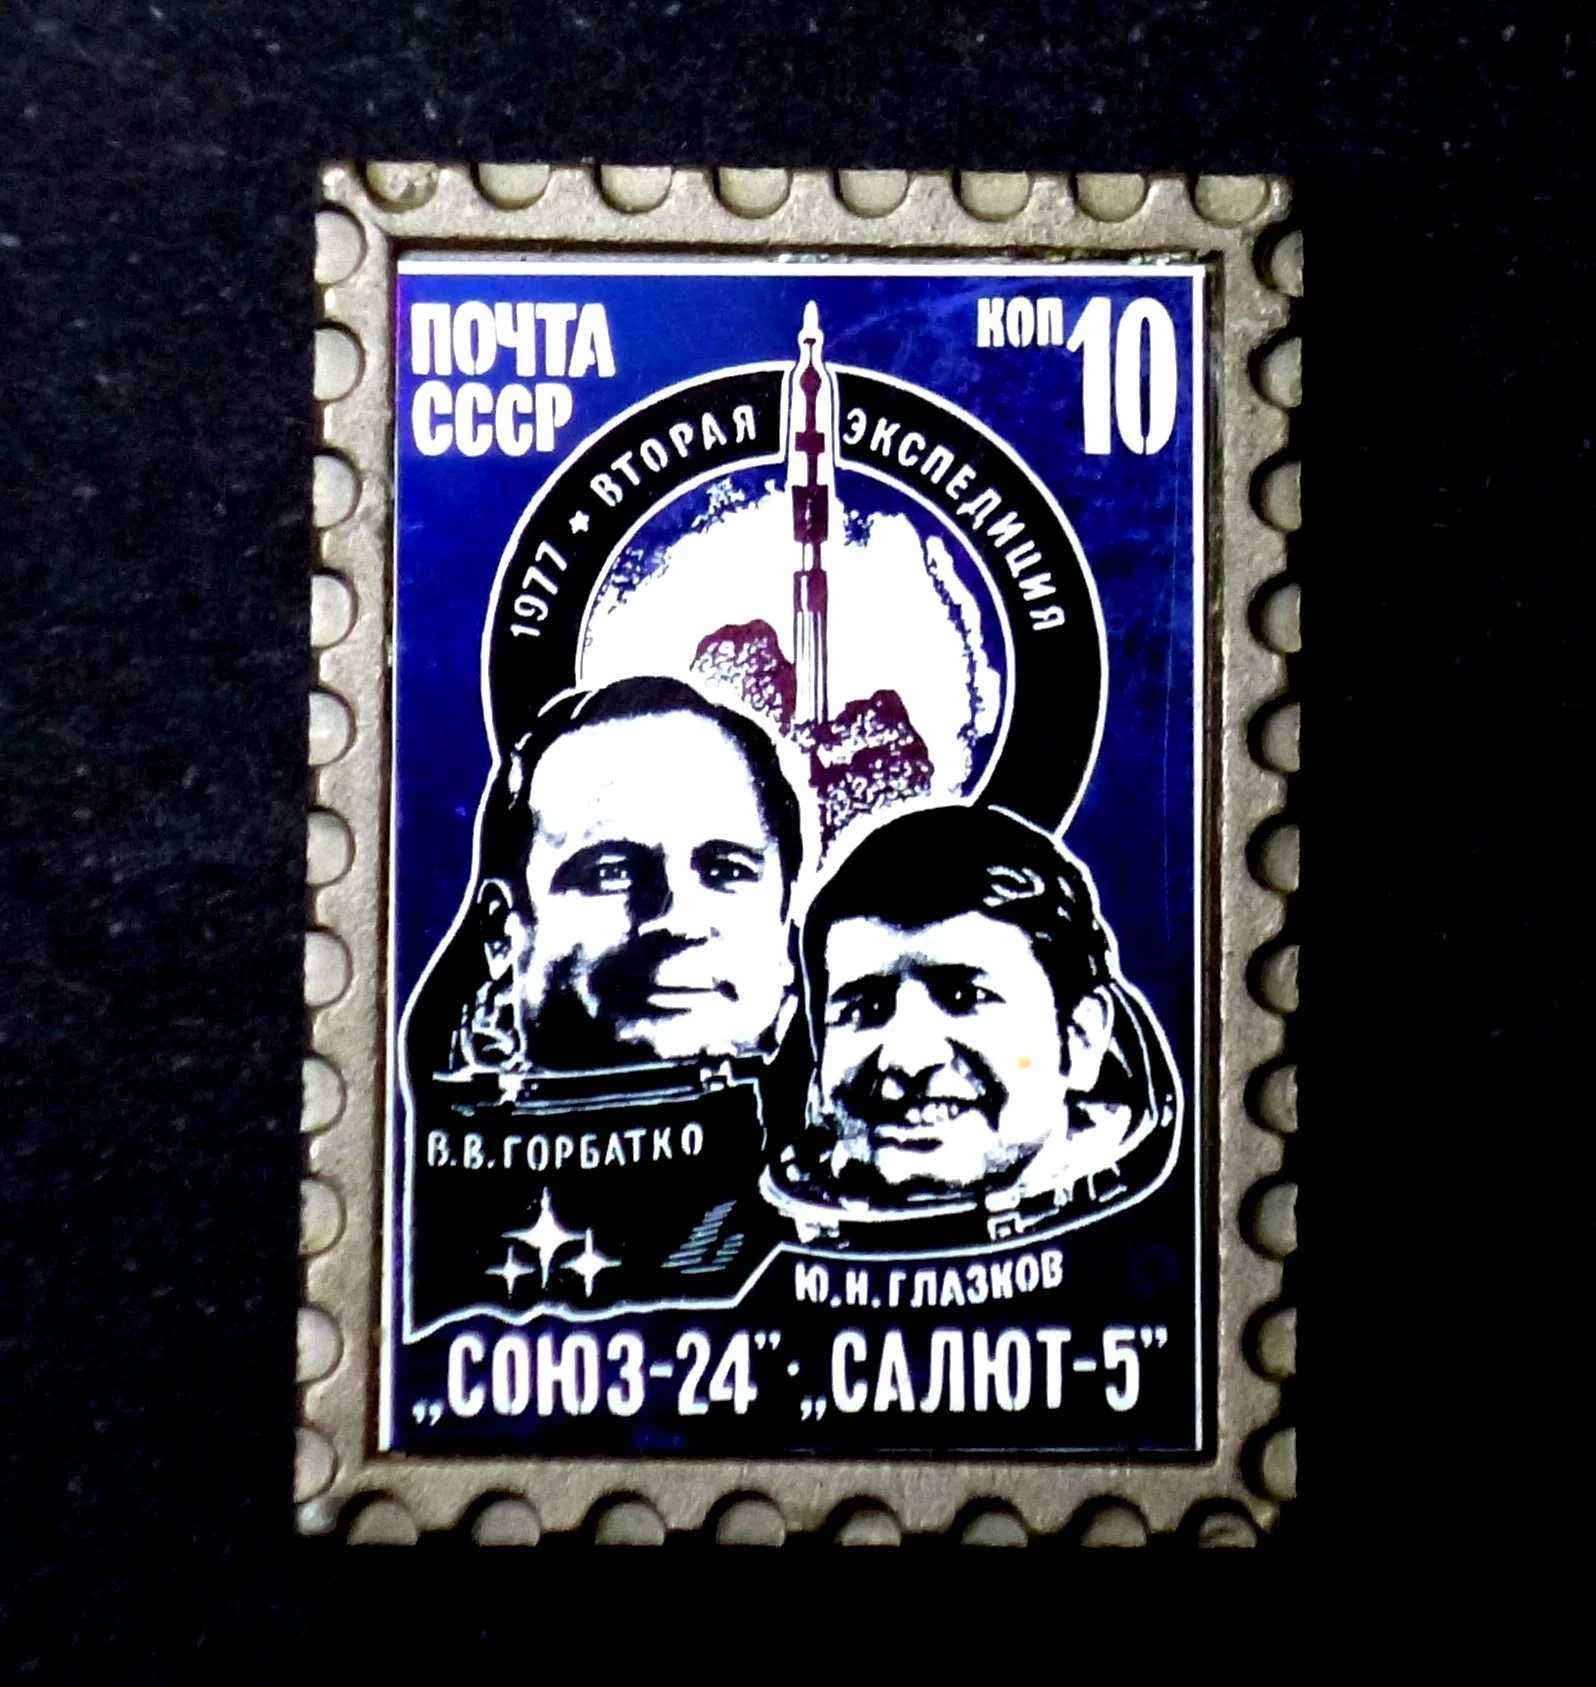 ПОЧТА
СССР
КОП 10
1977 ★ ВТОРАЯ ЭКСПЕДИЦИЯ
В.В.ГОРБАТКО
Ю.Н.ГЛАЗКОВ
„СОЮЗ-24”·„САЛЮТ-5”